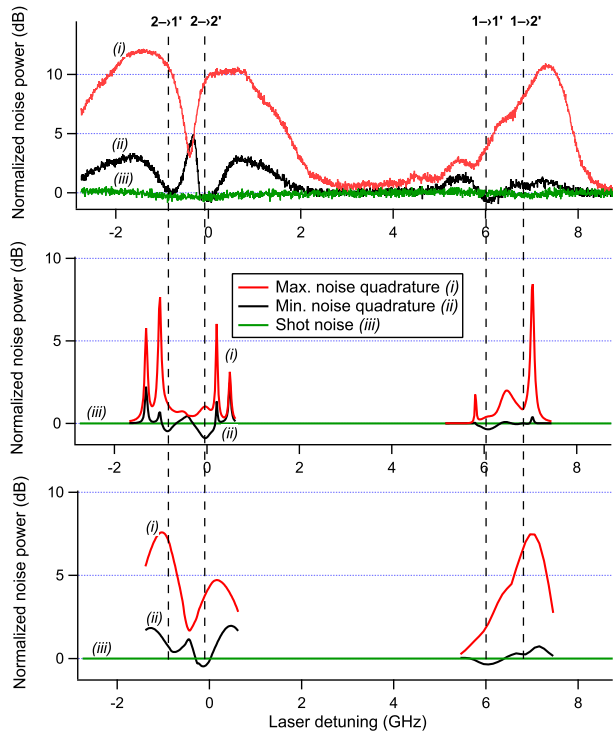 2–›1' 2–›2' 1–›1' 1–›2'
Normalized noise power (dB)
10
5
0
(i)
(ii)
(iii)
-2 0 2 4 6 8
Normalized noise power (dB)
10
5
0
Max. noise quadrature (i)
Min. noise quadrature (ii)
Shot noise (iii)
(i)
(iii)
(ii)
-2 0 2 4 6 8
Normalized noise power (dB)
10
5
0
(i)
(ii)
(iii)
-2 0 2 4 6 8
Laser detuning (GHz)